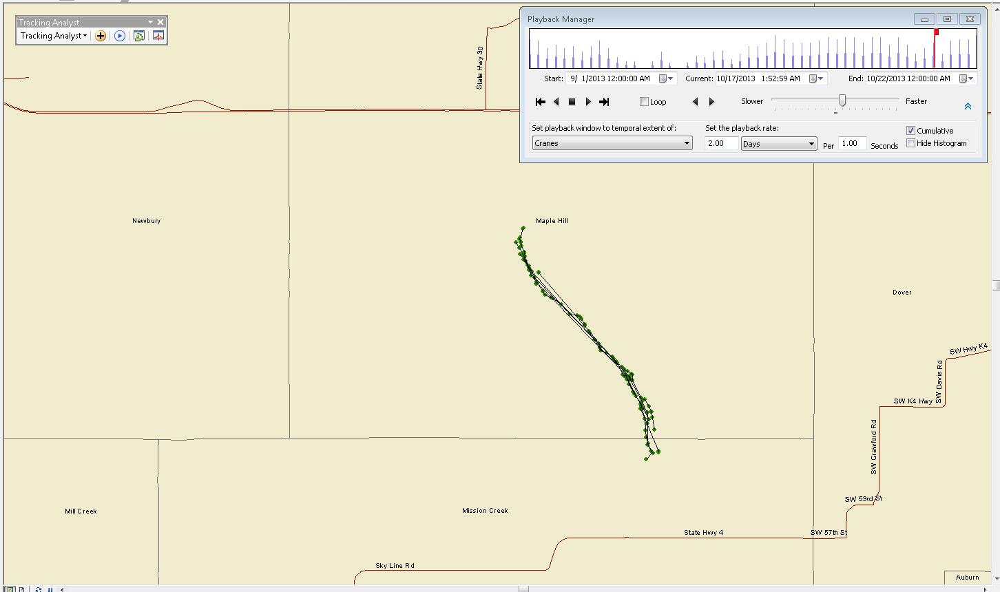 Tracking Analyst
Tracking Analyst
Playback Manager
Start: 9/ 1/2013 12:00:00 AM Current: 10/17/2013 1:52:59 AM End: 10/22/2013 12:00:00 AM
Loop Slower Faster
Set playback window to temporal extent of: Set the playback rate: Cumulative
Cranes 2.00 Days Per 1.00 Seconds Hide Histogram
State Hwy 30
Newbury
Maple Hill
Dover
SW Hwy K4
SW Davis Rd
SW K4 Hwy
SW Crawford Rd
SW 53rd St
Mill Creek
Mission Creek
State Hwy 4
SW 57th St
Sky Line Rd
Auburn